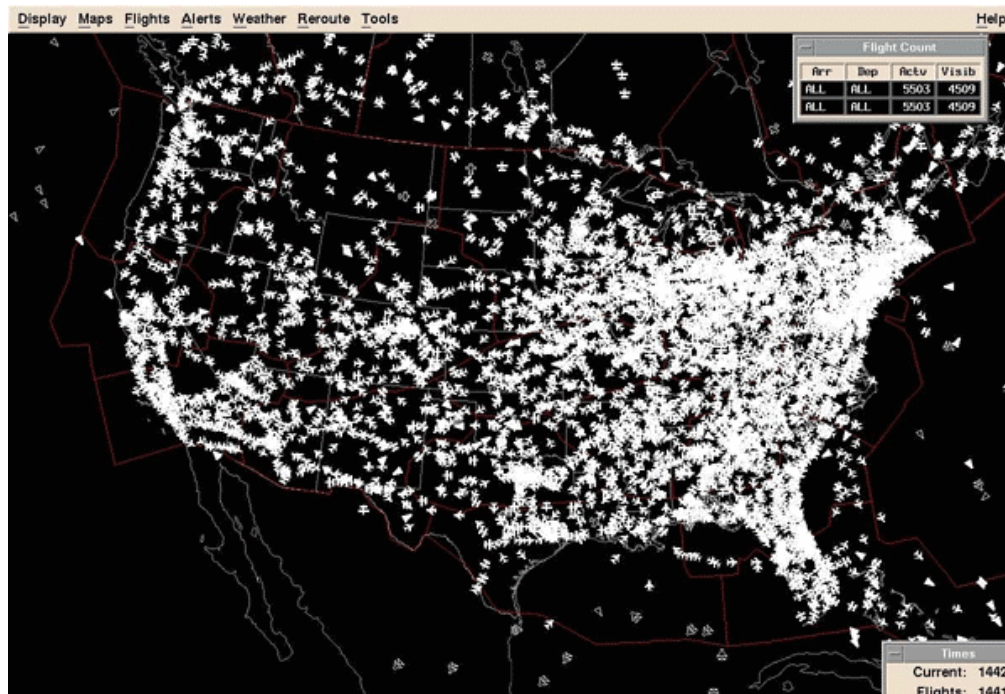 Display Maps Flights Alerts Weather Reroute Tools Help
Flight Count
Arr Dep Actv Visib
ALL ALL 5503 4509
ALL ALL 5503 4509
Times
Current: 1442
Flights: